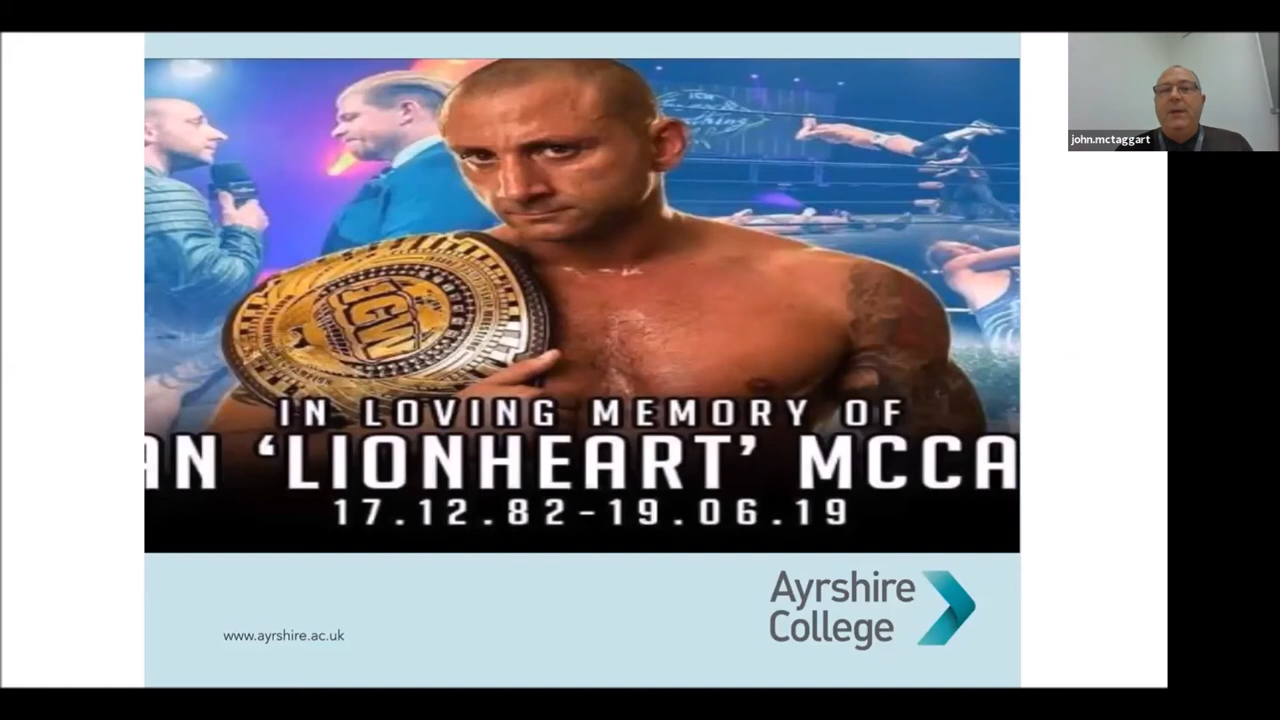 john.mctaggart
ICW
IN LOVING MEMORY OF
AN 'LIONHEART' MCCA
17.12.82-19.06.19
www.ayrshire.ac.uk
Ayrshire
College